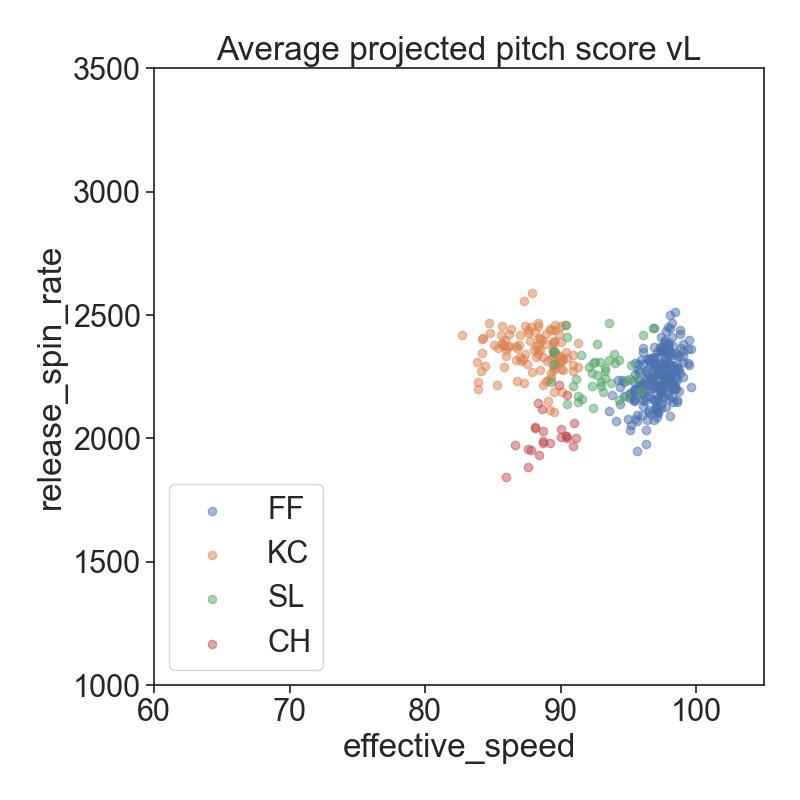 Average projected pitch score vL
3500
3000
2500
2000
1500
1000
release_spin_rate
FF
KC
SL
CH
60 70 80 90 100
effective_speed